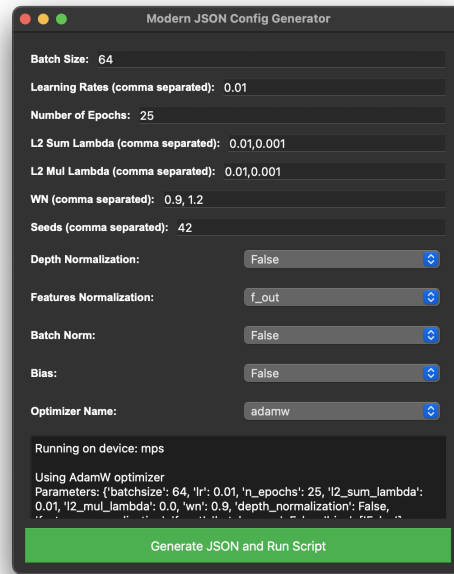 Modern JSON Config Generator
Batch Size: 64
Learning Rates (comma separated): 0.01
Number of Epochs: 25
L2 Sum Lambda (comma separated): 0.01,0.001
L2 Mul Lambda (comma separated): 0.01,0.001
WN (comma separated): 0.9, 1.2
Seeds (comma separated): 42
Depth Normalization: False
Features Normalization: f_out
Batch Norm: False
Bias: False
Optimizer Name: adamw
Running on device: mps
Using AdamW optimizer
Parameters: {'batchsize': 64, 'lr': 0.01, 'n_epochs': 25, 'l2_sum_lambda':
0.01, 'l2_mul_lambda': 0.0, 'wn': 0.9, 'depth_normalization': False,
Generate JSON and Run Script